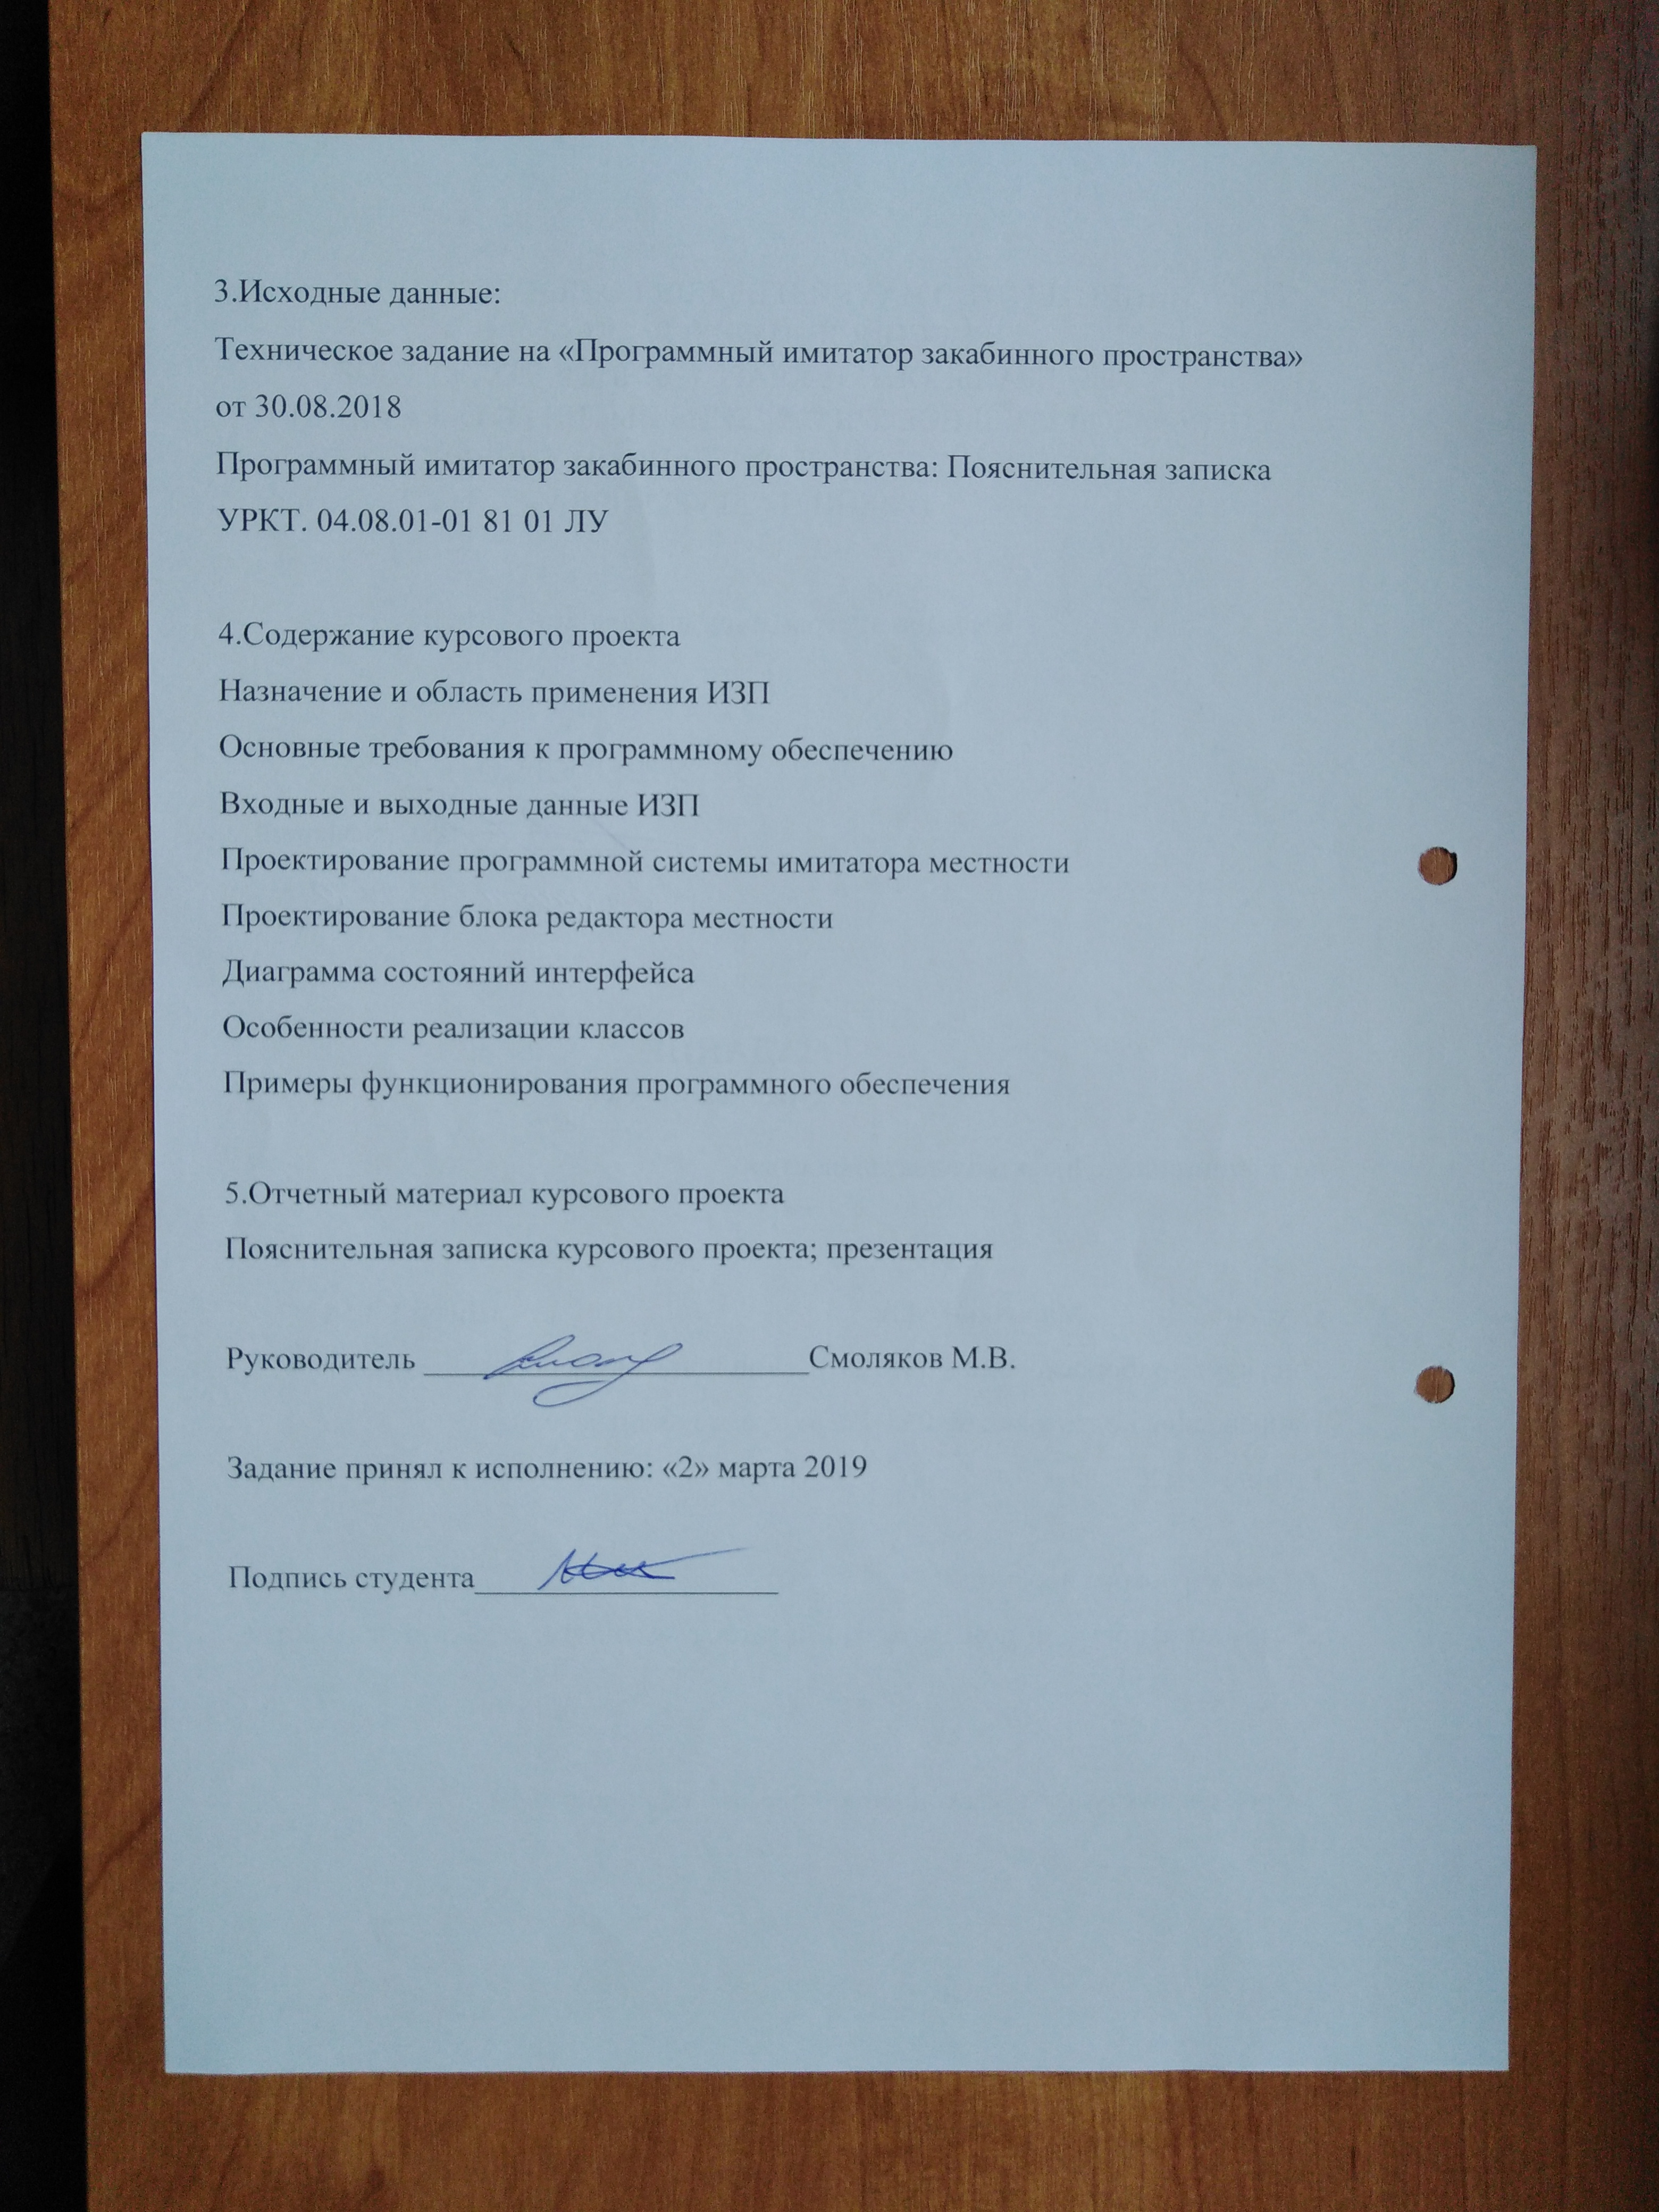 3.Исходные данные:
Техническое задание на «Программный имитатор закабинного пространства»
от 30.08.2018
Программный имитатор закабинного пространства: Пояснительная записка
УРКТ. 04.08.01-01 81 01 ЛУ
4.Содержание курсового проекта
Назначение и область применения ИЗП
Основные требования к программному обеспечению
Входные и выходные данные ИЗП
Проектирование программной системы имитатора местности
Проектирование блока редактора местности
Диаграмма состояний интерфейса
Особенности реализации классов
Примеры функционирования программного обеспечения
5.Отчетный материал курсового проекта
Пояснительная записка курсового проекта; презентация
Руководитель Смоляков М.В.
Задание принял к исполнению: «2» марта 2019
Подпись студента